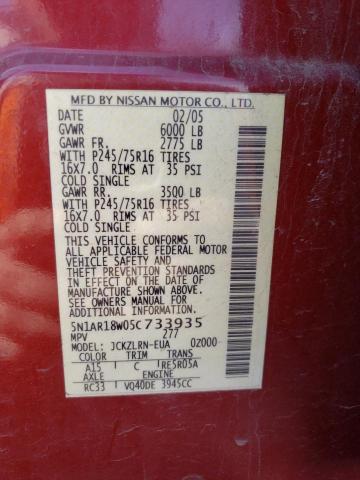 MFD BY NISSAN MOTOR CO., LTD.
DATE 02/05
GVWR 6000 LB
GAWR FR. 2775 LB
WITH P245/75R16 TIRES
16X7.0 RIMS AT 35 PSI
COLD SINGLE
GAWR RR. 3500 LB
WITH P245/75R16 TIRES
16X7.0 RIMS AT 35 PSI
COLD SINGLE
THIS VEHICLE CONFORMS TO
ALL APPLICABLE FEDERAL MOTOR
VEHICLE SAFETY AND
THEFT PREVENTION
STANDARDS IN EFFECT ON THE
DATE OF
MANUFACTURE SHOWN ABOVE.
SEE OWNERS MANUAL FOR
ADDITIONAL INFORMATION
5N1AR18W05C733935
MPV 277
MODEL JCKZLRN-EUA 0Z000-
COLOR TRIM TRANS
A15 C RE5R05A
AXLE ENGINE
RC33 VQ40DE 3945CC